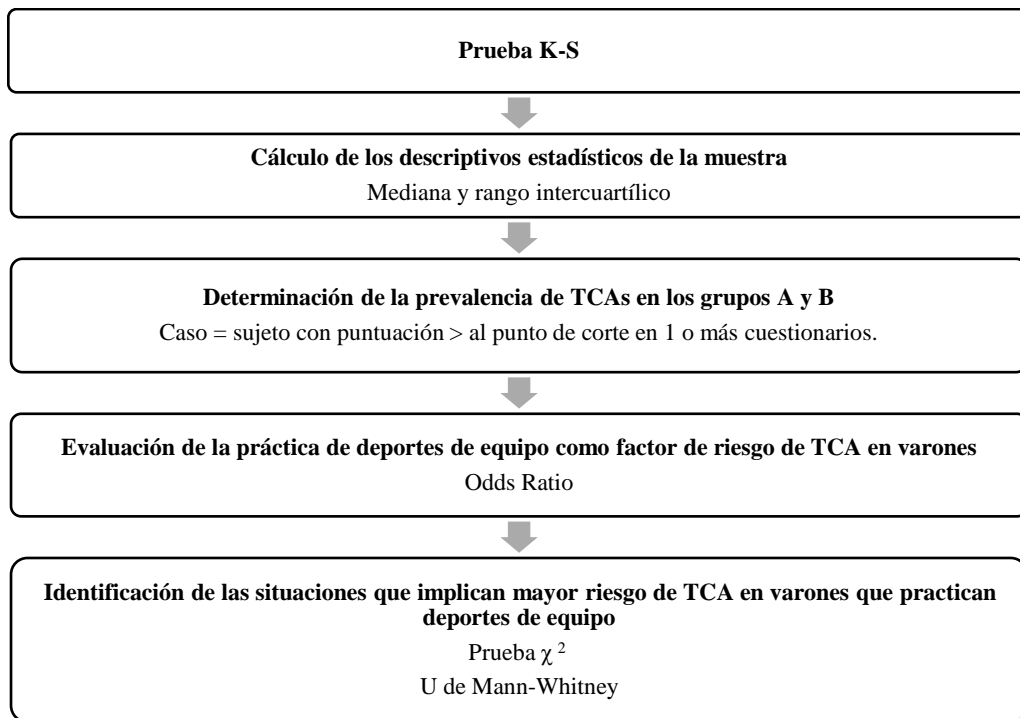 Prueba K-S
Cálculo de los descriptivos estadísticos de la muestra
Mediana y rango intercuartílico
Determinación de la prevalencia de TCAs en los grupos A y B
Caso = sujeto con puntuación > al punto de corte en 1 o más cuestionarios.
Evaluación de la práctica de deportes de equipo como factor de riesgo de TCA en varones
Odds Ratio
Identificación de las situaciones que implican mayor riesgo de TCA en varones que practican
deportes de equipo
Prueba χ ²
U de Mann-Whitney